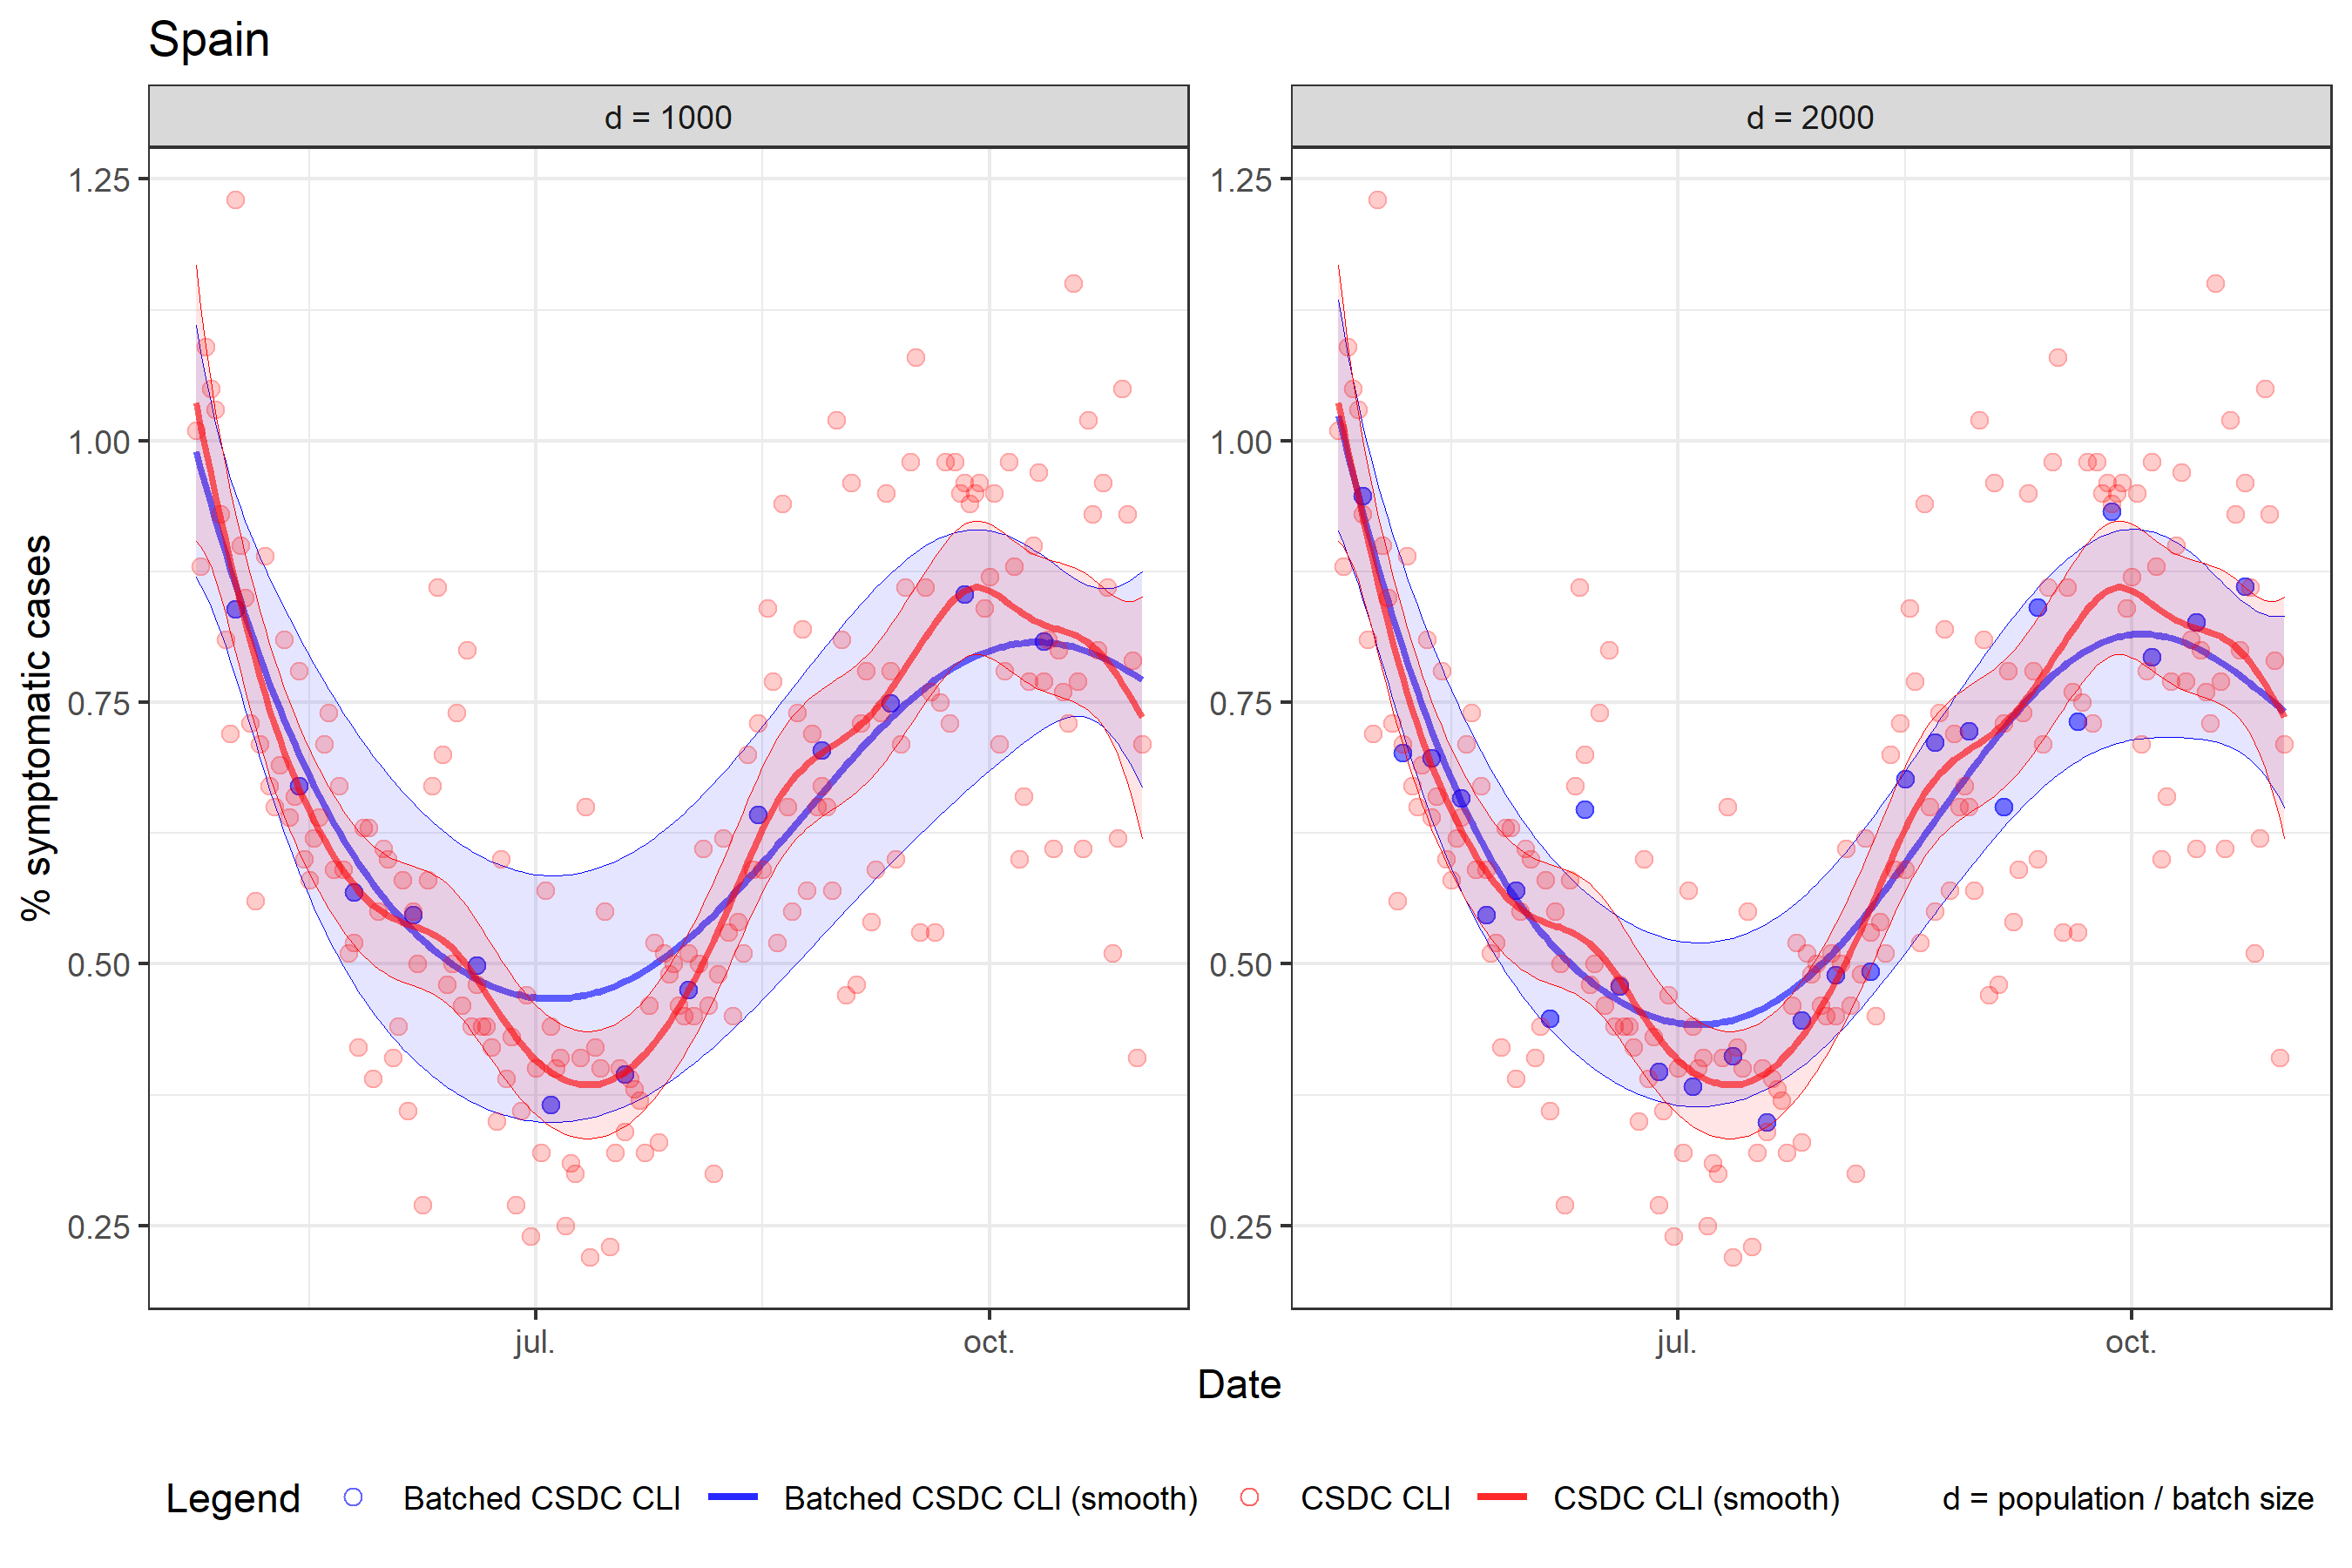 Spain
d = 1000
d = 2000
1.25
1.00
0.75
0.50
0.25
1.25
1.00
0.75
0.50
0.25
% symptomatic cases
jul.
oct.
jul.
oct.
Date
Legend
Batched CSDC CLI
Batched CSDC CLI (smooth)
CSDC CLI
CSDC CLI (smooth)
d = population / batch size